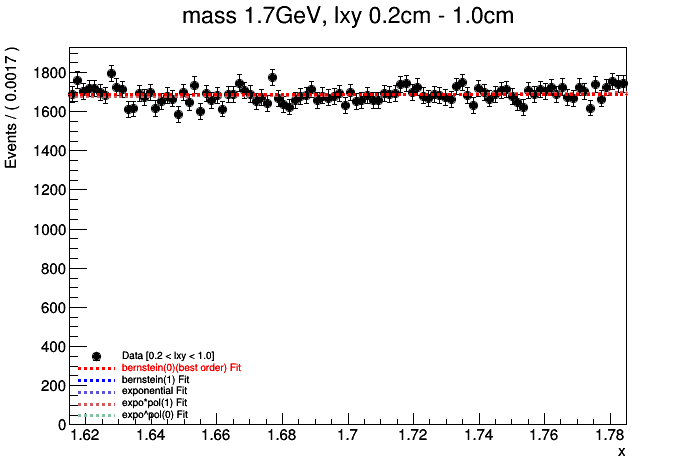 mass 1.7GeV, lxy 0.2cm - 1.0cm
Events / ( 0.0017 )
1800
1600
1400
1200
1000
800
600
400
200
0
Data [0.2 < lxy < 1.0]
bernstein(0)(best order) Fit
bernstein(1) Fit
exponential Fit
expo*pol(1) Fit
expo^pol(0) Fit
1.62 1.64 1.66 1.68 1.7 1.72 1.74 1.76 1.78
x